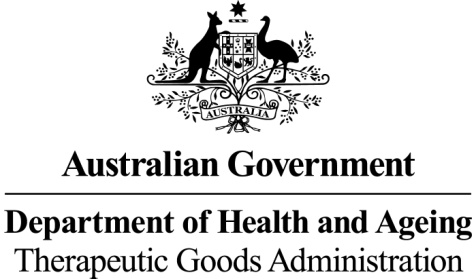 AUSTRALIA
Australian Government
Department of Health and Ageing
Therapeutic Goods Administration